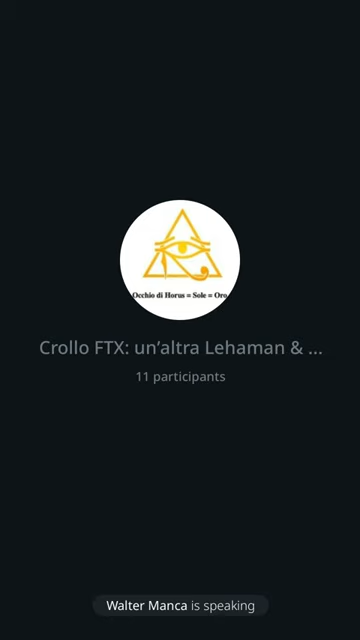 Occhio di Horus = Sole = Oro
Crollo FTX: un’altra Lehaman & ...
11 participants
Walter Manca is speaking